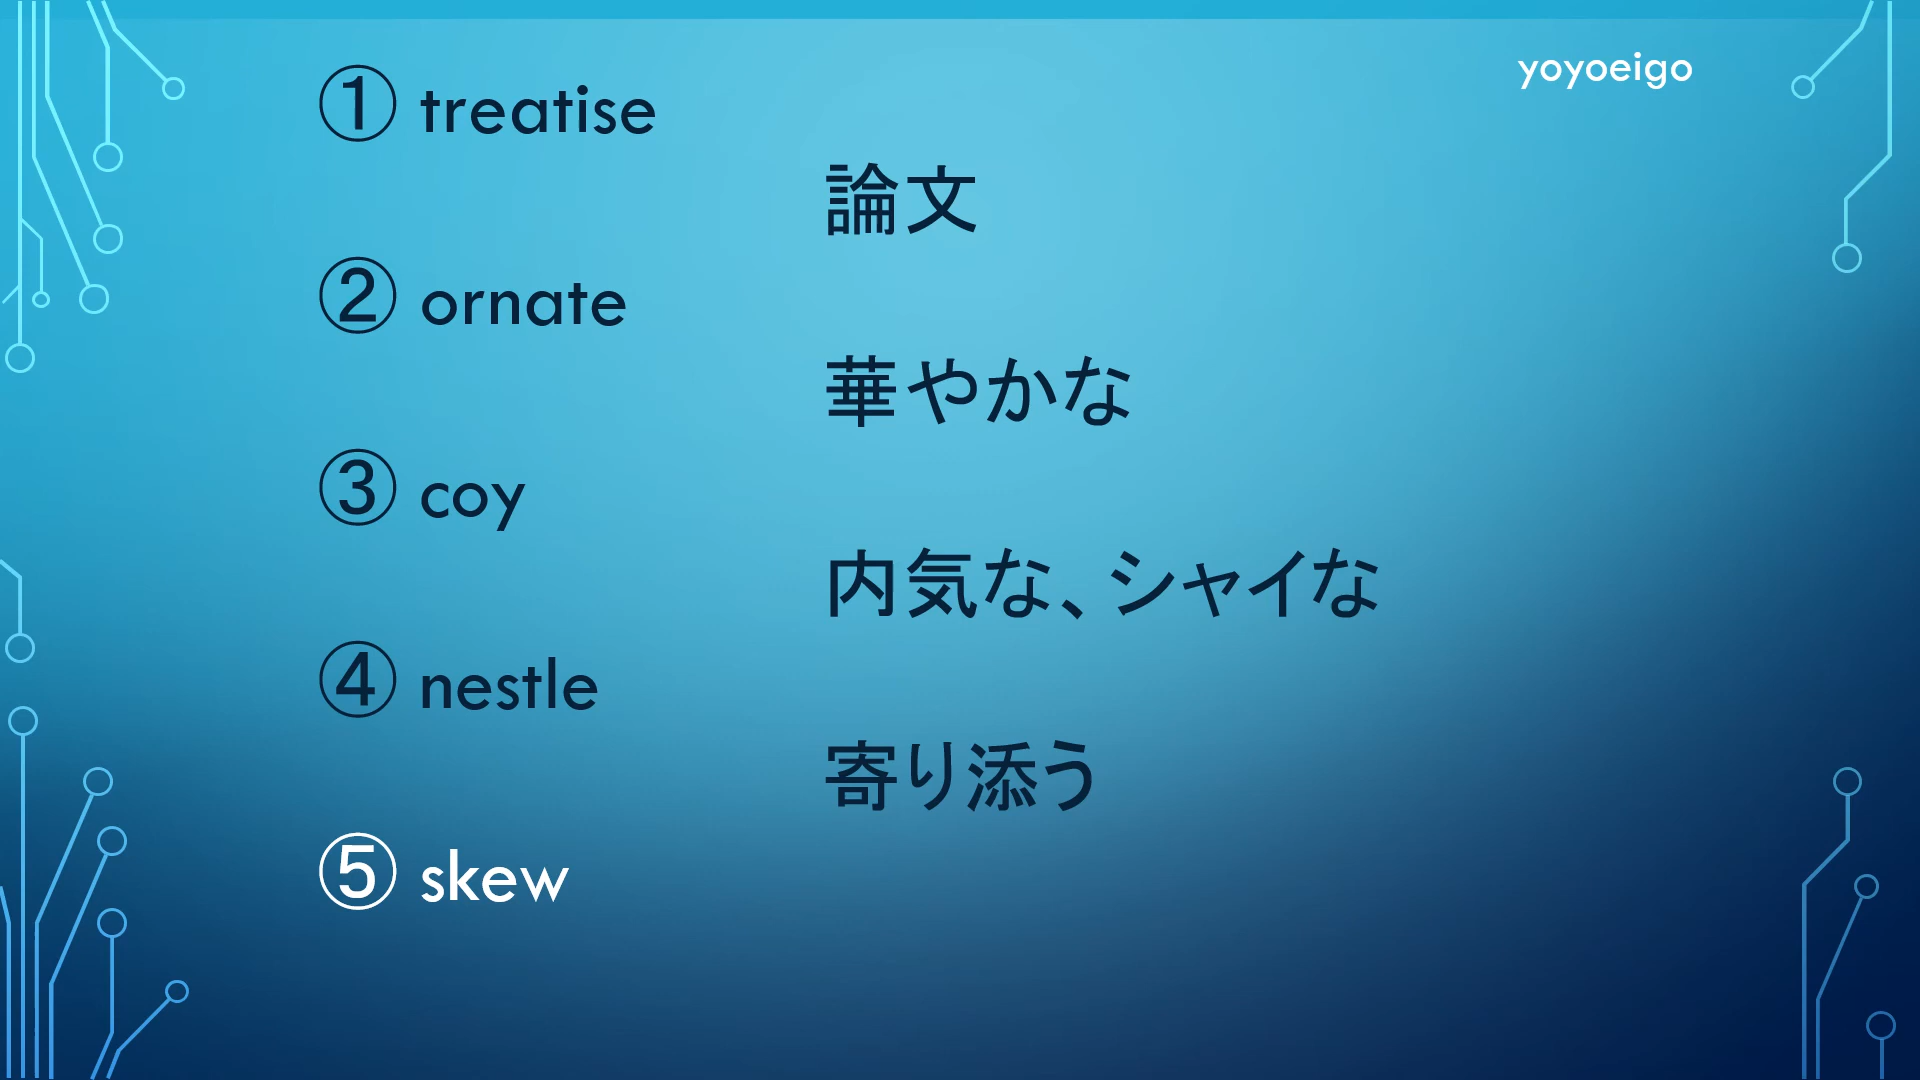 yoyoeigo
① treatise
論文
② ornate
華やかな
③ coy
内気な、シャイな
④ nestle
寄り添う
⑤ skew